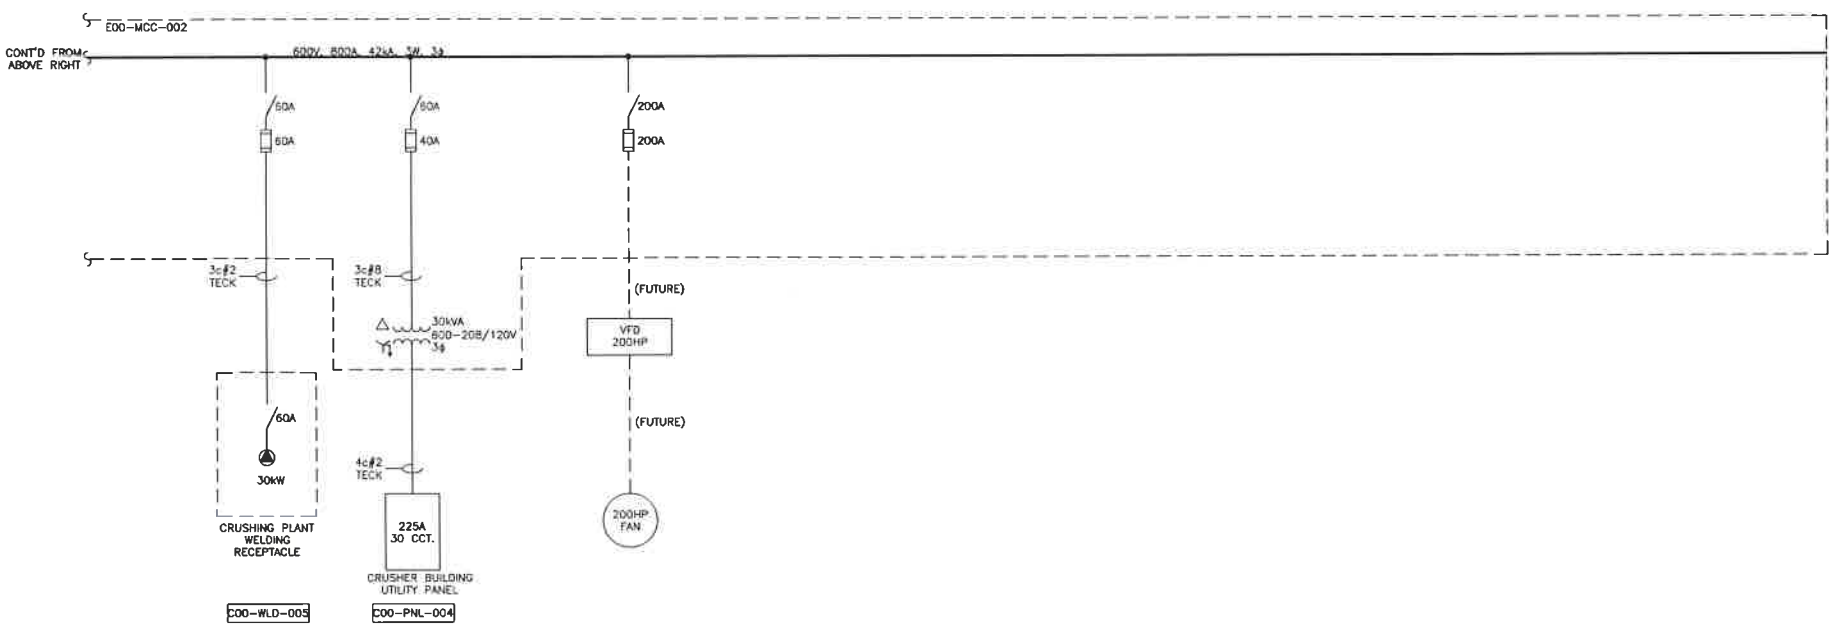 E00-MCC-002
CONT'D FROM
ABOVE RIGHT
600V, 800A, 42kA, 3W, 3ϕ
60A
60A
60A
40A
200A
200A
3c#2
TECK
3c#8
TECK
(FUTURE)
30kVA
600-208/120V
3ϕ
VFD
200HP
60A
(FUTURE)
30kW
4c#2
TECK
225A
30 CCT.
200HP
FAN
CRUSHING PLANT
WELDING
RECEPTACLE
CRUSHER BUILDING
UTILITY PANEL
C00-WLD-005
C00-PNL-004